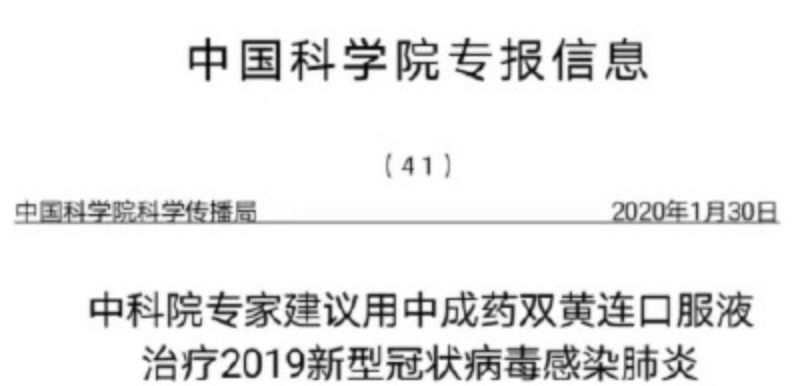 中国科学院专报信息
（41）
中国科学院科学传播局 2020年1月30日
中科院专家建议用中成药双黄连口服液
治疗2019新型冠状病毒感染肺炎